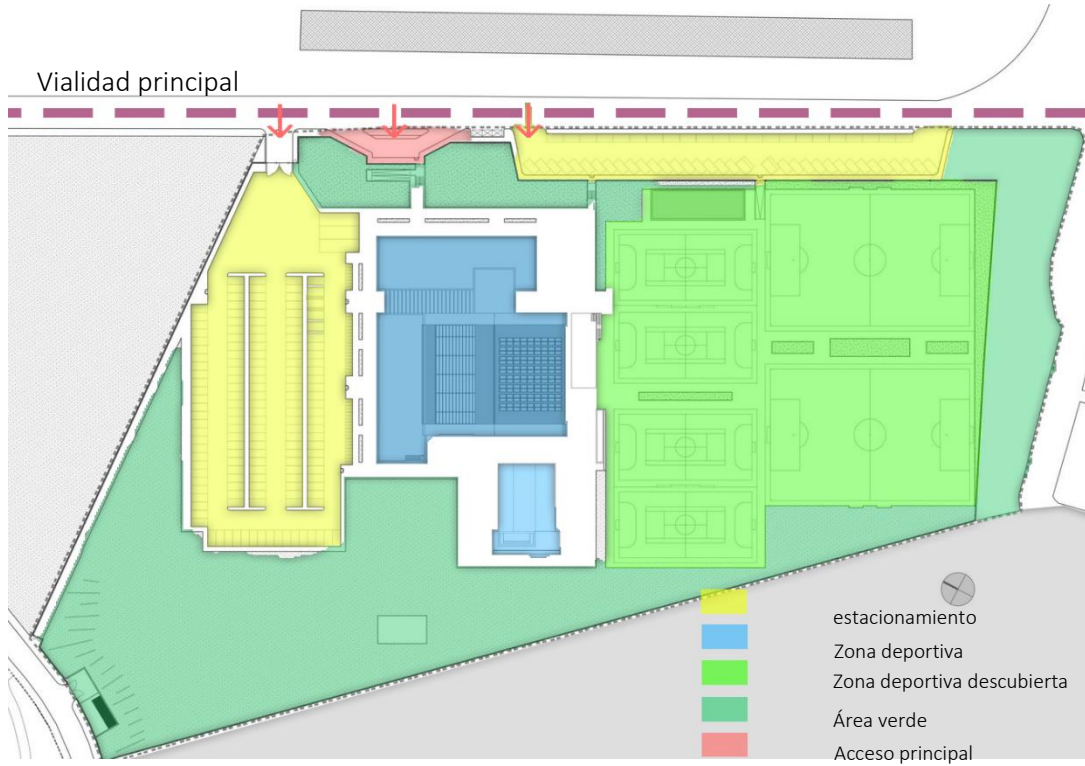 Vialidad principal
estacionamiento
Zona deportiva
Zona deportiva descubierta
Área verde
Acceso principal